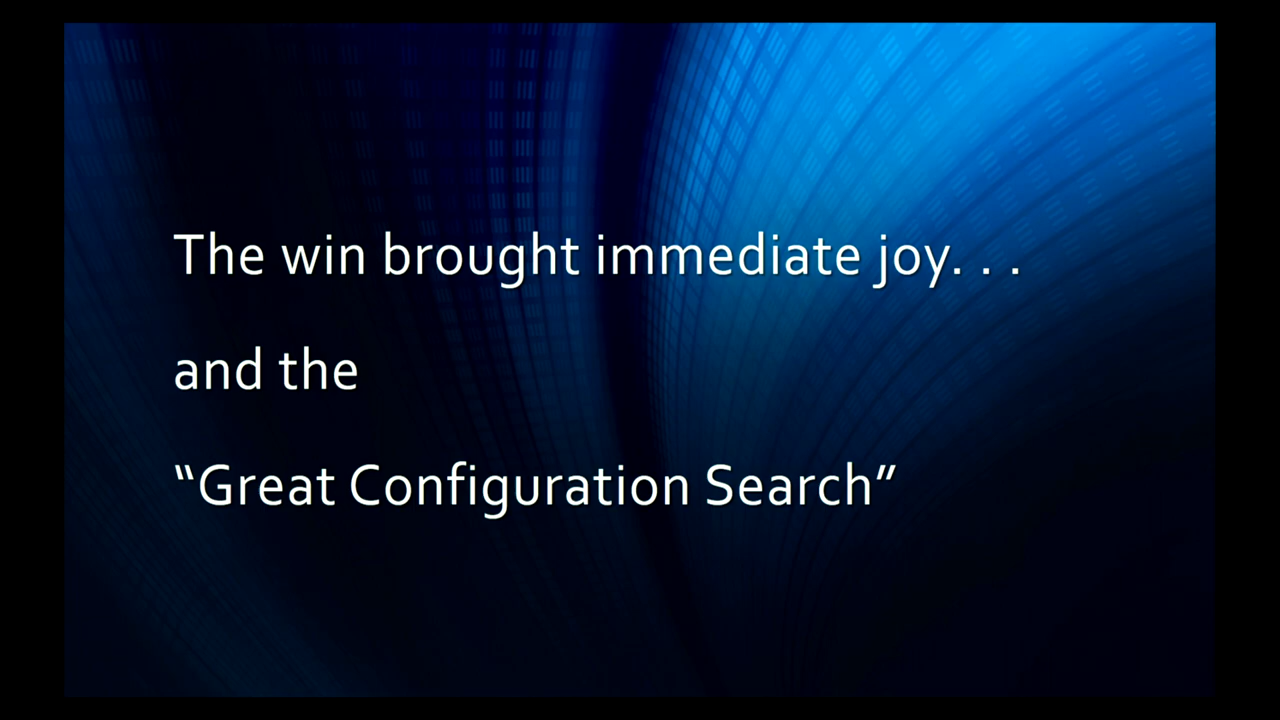 The win brought immediate joy. . .
and the
“Great Configuration Search”